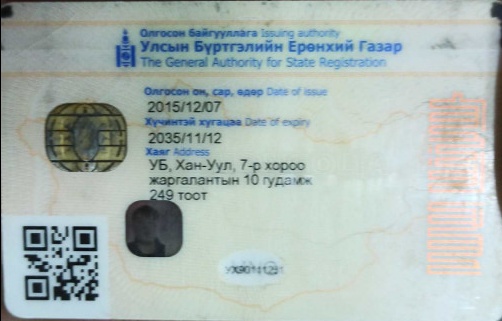 Олгосон байгууллага Issuing authority
Улсын Бүртгэлийн Ерөнхий Газар
The General Authority for State Registration
Олгосон он, сар, өдөр Date of issue
2015/12/07
Хүчинтэй хугацаа Date of expiry
2035/11/12
Хаяг Address
УБ, Хан-Уул, 7-р хороо
жаргалантын 10 гудамж
249 тоот